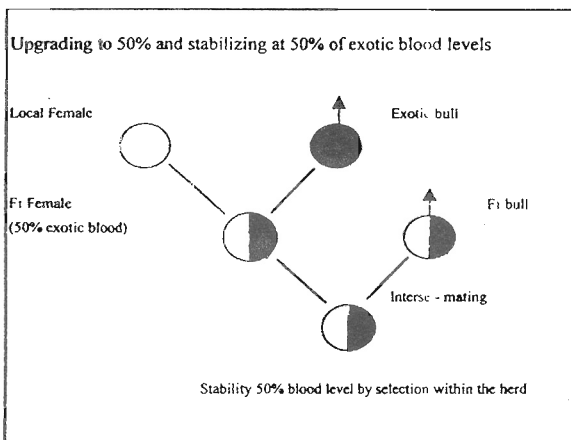 Upgrading to 50% and stabilizing at 50% of exotic blood levels
Local Female
Exotic bull
F1 Female
(50% exotic blood)
F1 bull
Interse - mating
Stability 50% blood level by selection within the herd